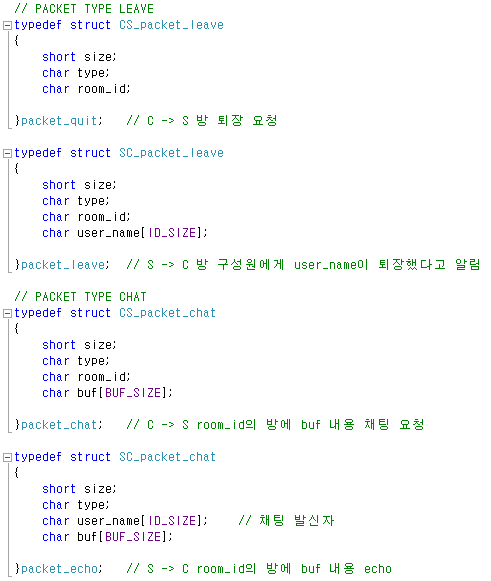 // PACKET TYPE LEAVE
typedef struct CS_packet_leave
{
    short size;
    char type;
    char room_id;

}packet_quit;   // C -> S 방 퇴장 요청

typedef struct SC_packet_leave
{
    short size;
    char type;
    char room_id;
    char user_name[ID_SIZE];

}packet_leave;  // S -> C 방 구성원에게 user_name이 퇴장했다고 알림

// PACKET TYPE CHAT
typedef struct CS_packet_chat
{
    short size;
    char type;
    char room_id;
    char buf[BUF_SIZE];

}packet_chat;   // C -> S room_id의 방에 buf 내용 채팅 요청

typedef struct SC_packet_chat
{
    short size;
    char type;
    char user_name[ID_SIZE];    // 채팅 발신자
    char buf[BUF_SIZE];

}packet_echo;   // S -> C room_id의 방에 buf 내용 echo